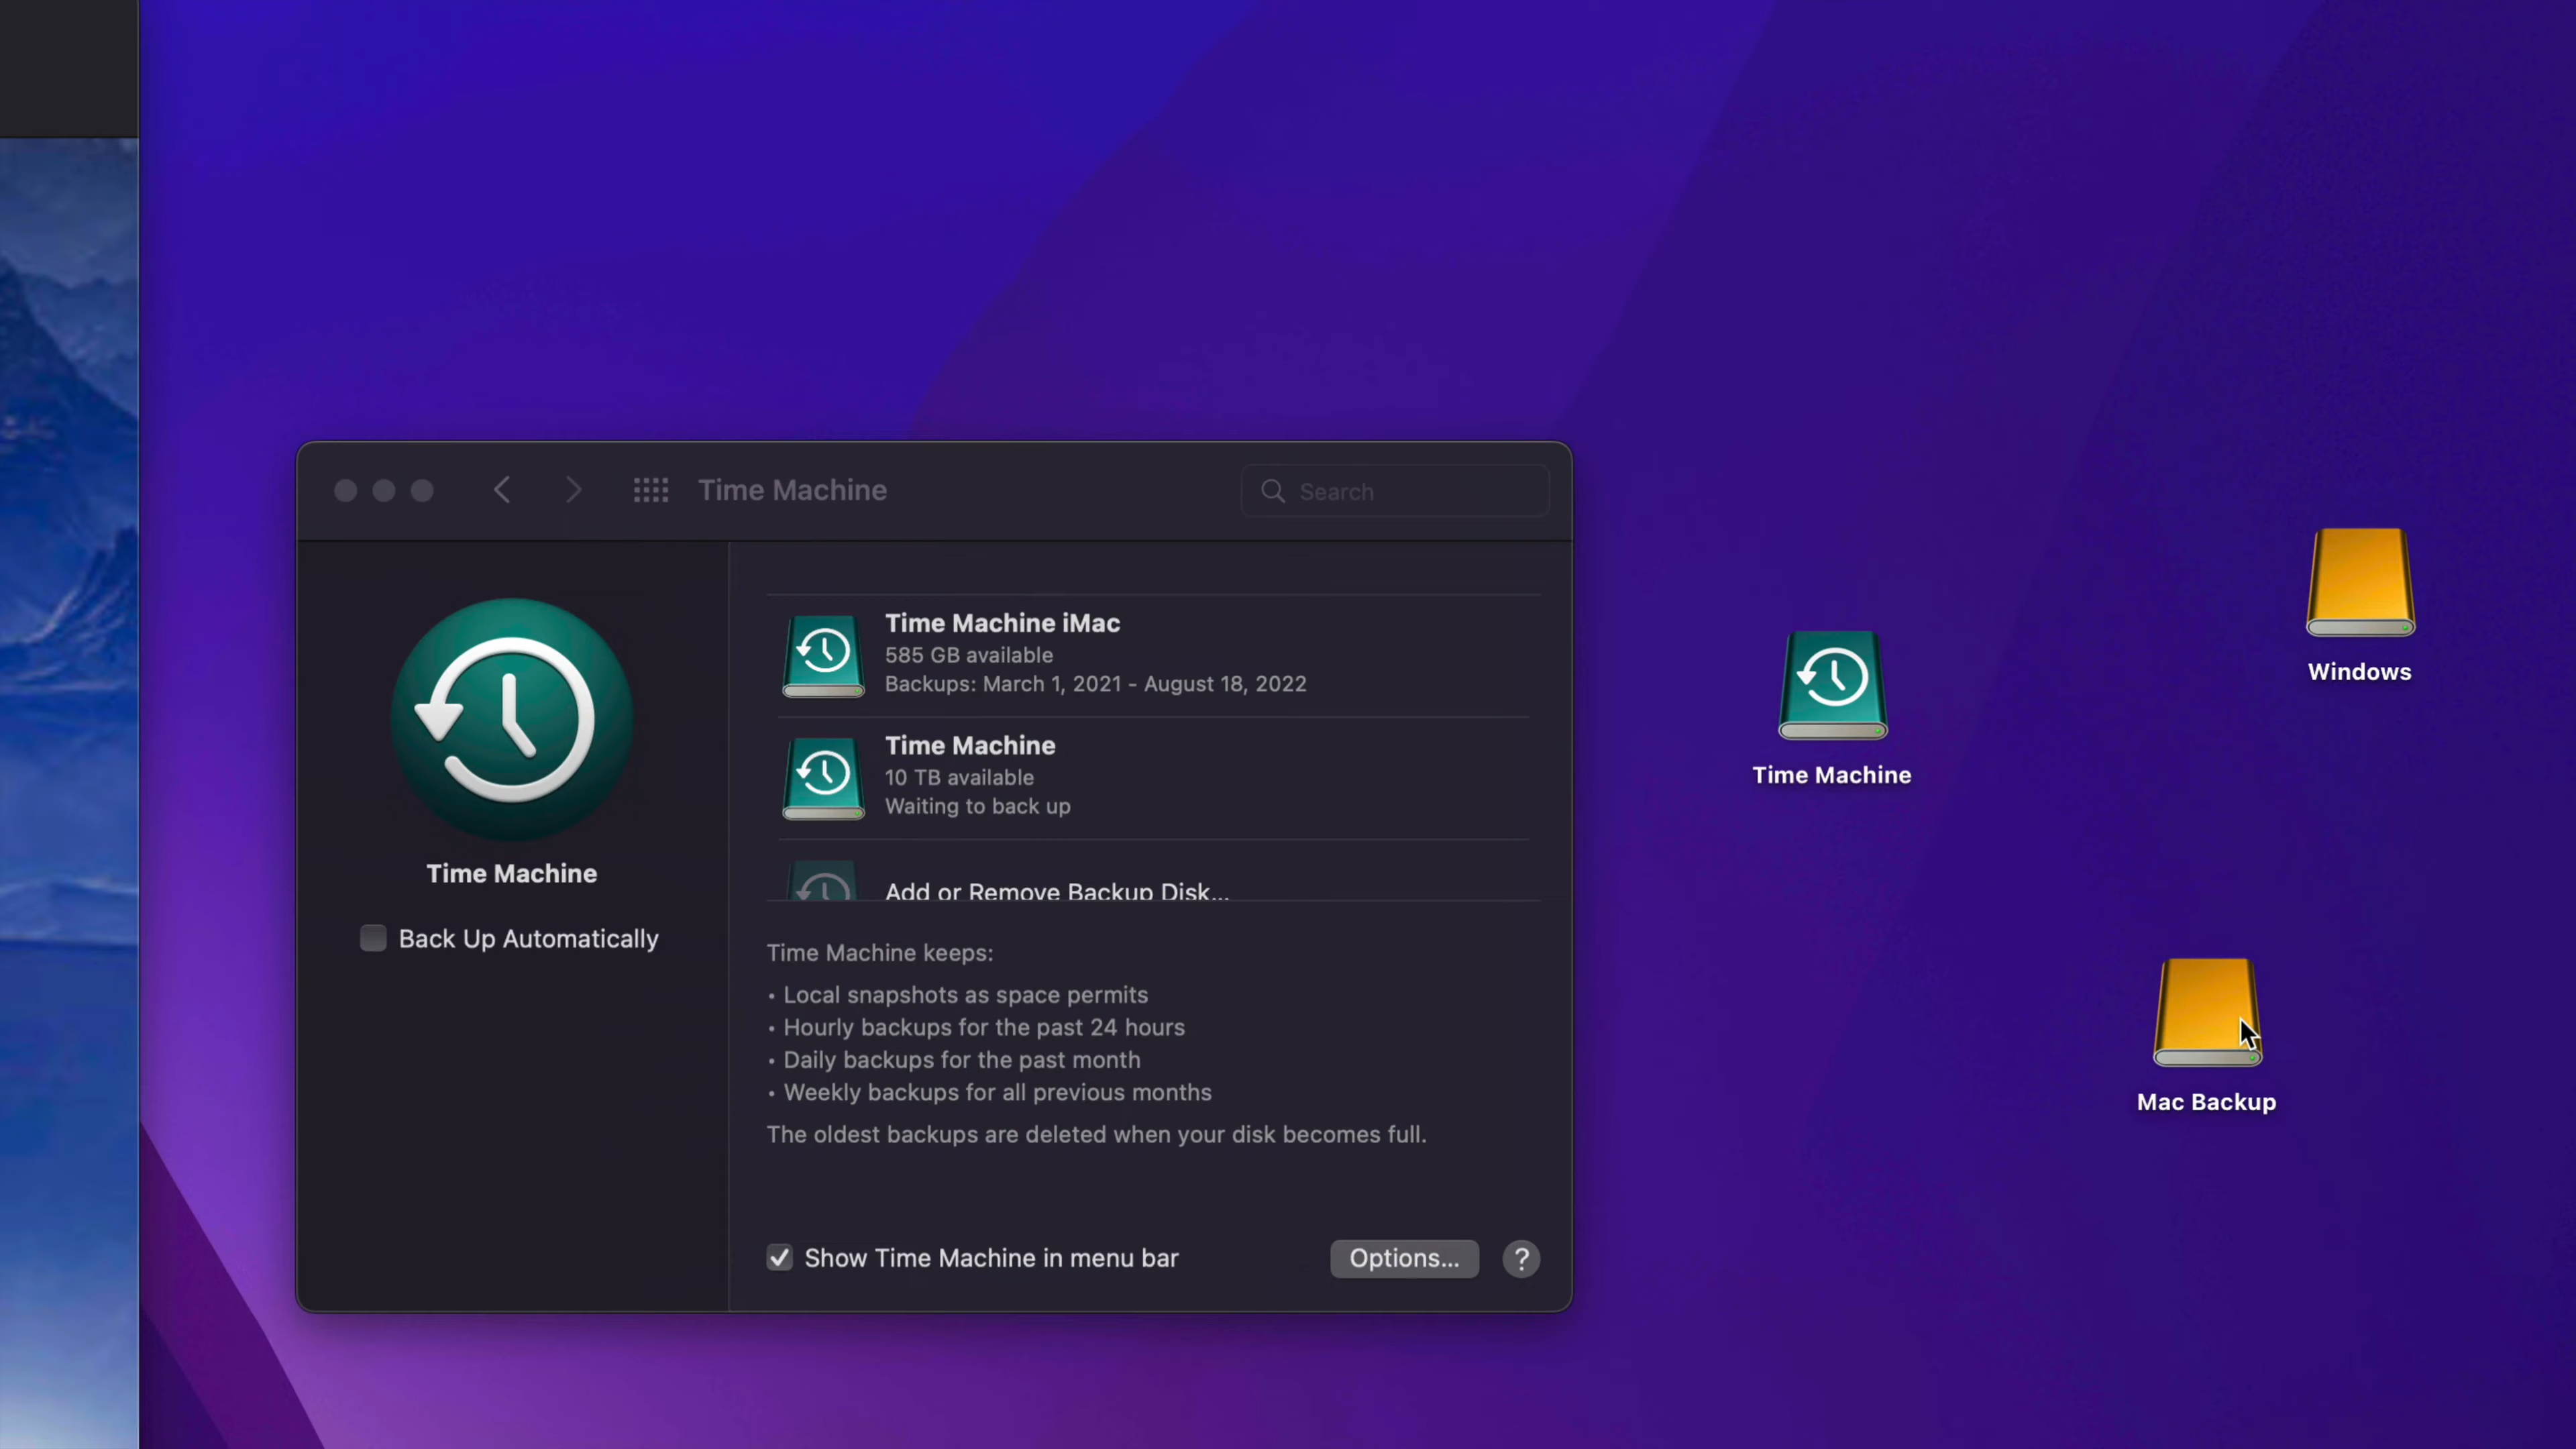 Time Machine
Search
Time Machine iMac
585 GB available
Backups: March 1, 2021 - August 18, 2022
Time Machine
10 TB available
Waiting to back up
Add or Remove Backup Disk...
Time Machine
Back Up Automatically
Time Machine keeps:
• Local snapshots as space permits
• Hourly backups for the past 24 hours
• Daily backups for the past month
• Weekly backups for all previous months
The oldest backups are deleted when your disk becomes full.
Show Time Machine in menu bar
Options...
?
Windows
Time Machine
Mac Backup